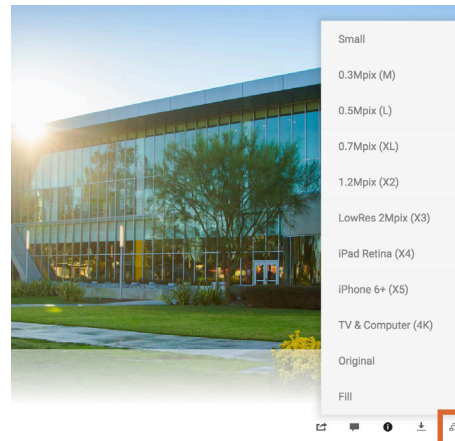 Small
0.3Mpix (M)
0.5Mpix (L)
0.7Mpix (XL)
1.2Mpix (X2)
LowRes 2Mpix (X3)
iPad Retina (X4)
iPhone 6+ (X5)
TV & Computer (4K)
Original
Fill